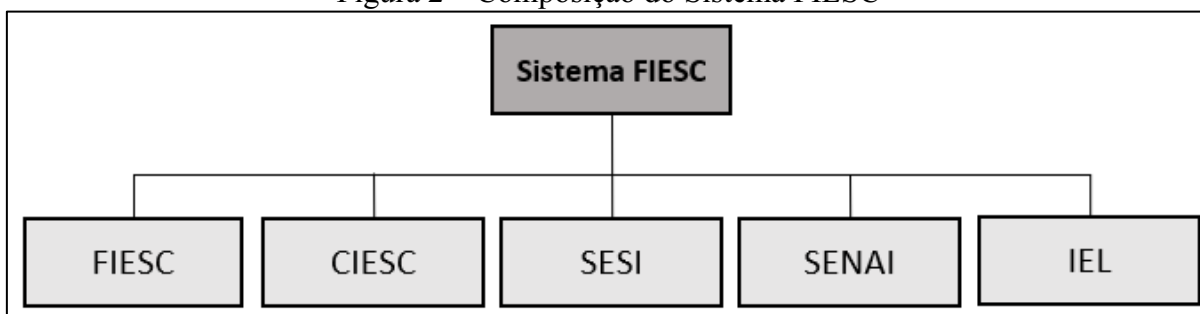 Figura 2 – Composição do Sistema FIESC
Sistema FIESC
FIESC
CIESC
SESI
SENAI
IEL